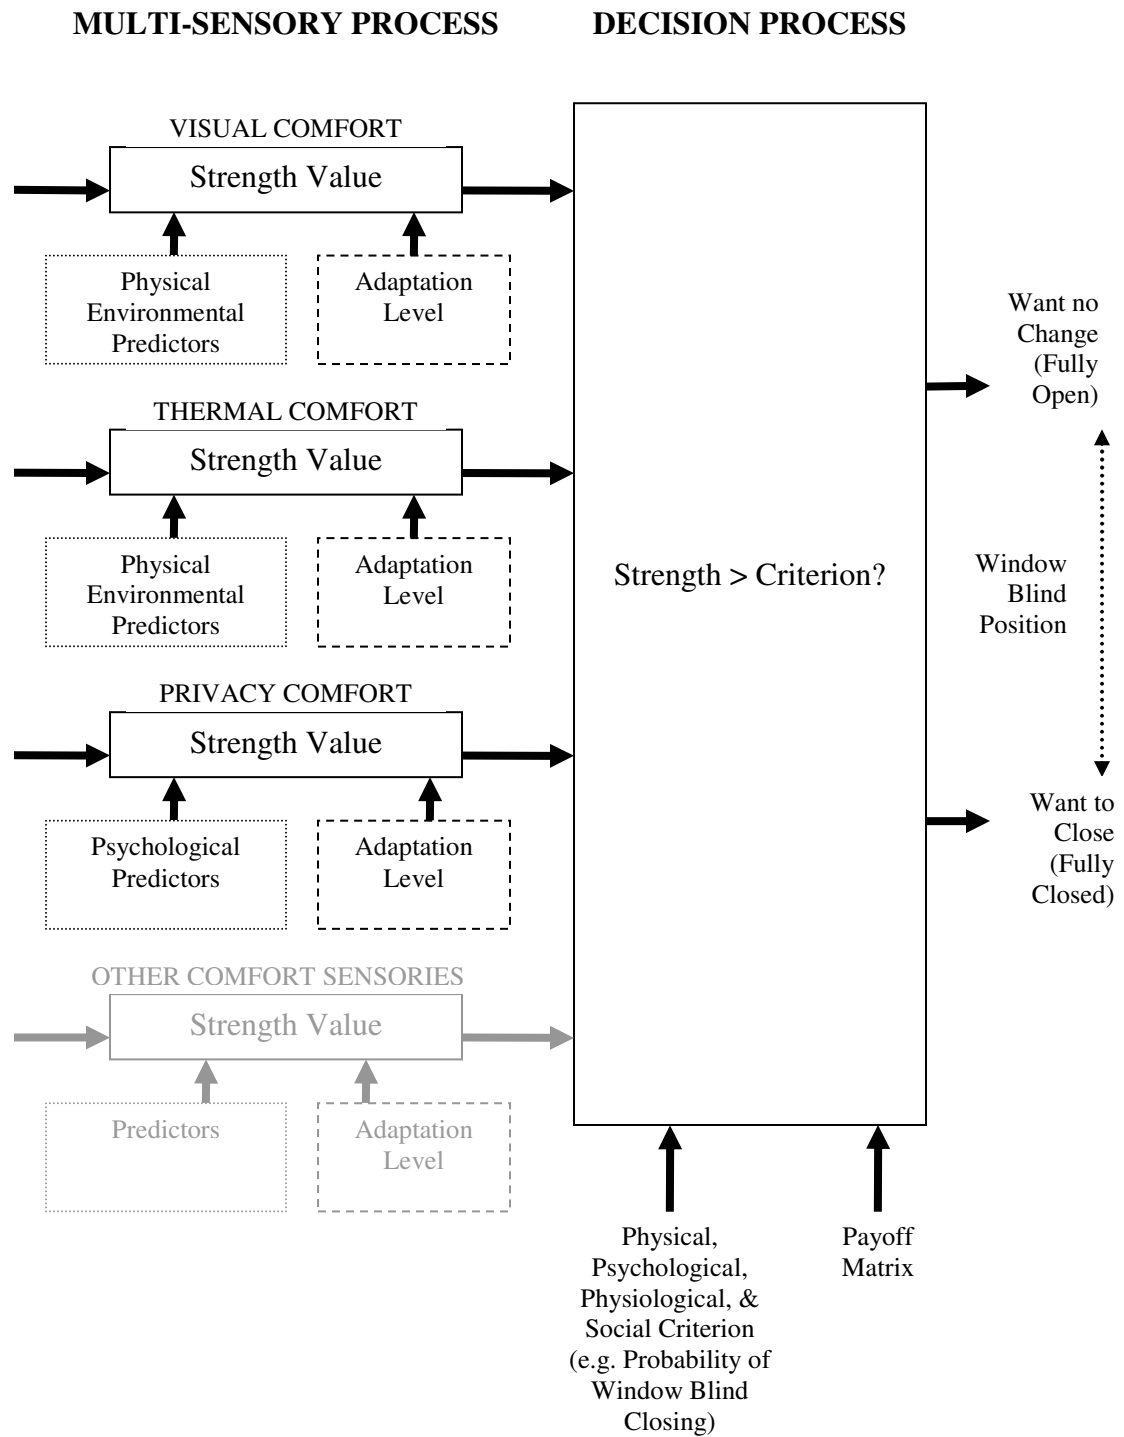 MULTI-SENSORY PROCESS
DECISION PROCESS
VISUAL COMFORT
Strength Value
Physical
Environmental
Predictors
Adaptation
Level
THERMAL COMFORT
Strength Value
Physical
Environmental
Predictors
Adaptation
Level
PRIVACY COMFORT
Strength Value
Psychological
Predictors
Adaptation
Level
OTHER COMFORT SENSORIES
Strength Value
Predictors
Adaptation
Level
Strength > Criterion?
Want no
Change
(Fully
Open)
Window
Blind
Position
Want to
Close
(Fully
Closed)
Physical,
Psychological,
Physiological, &
Social Criterion
(e.g. Probability of
Window Blind
Closing)
Payoff
Matrix